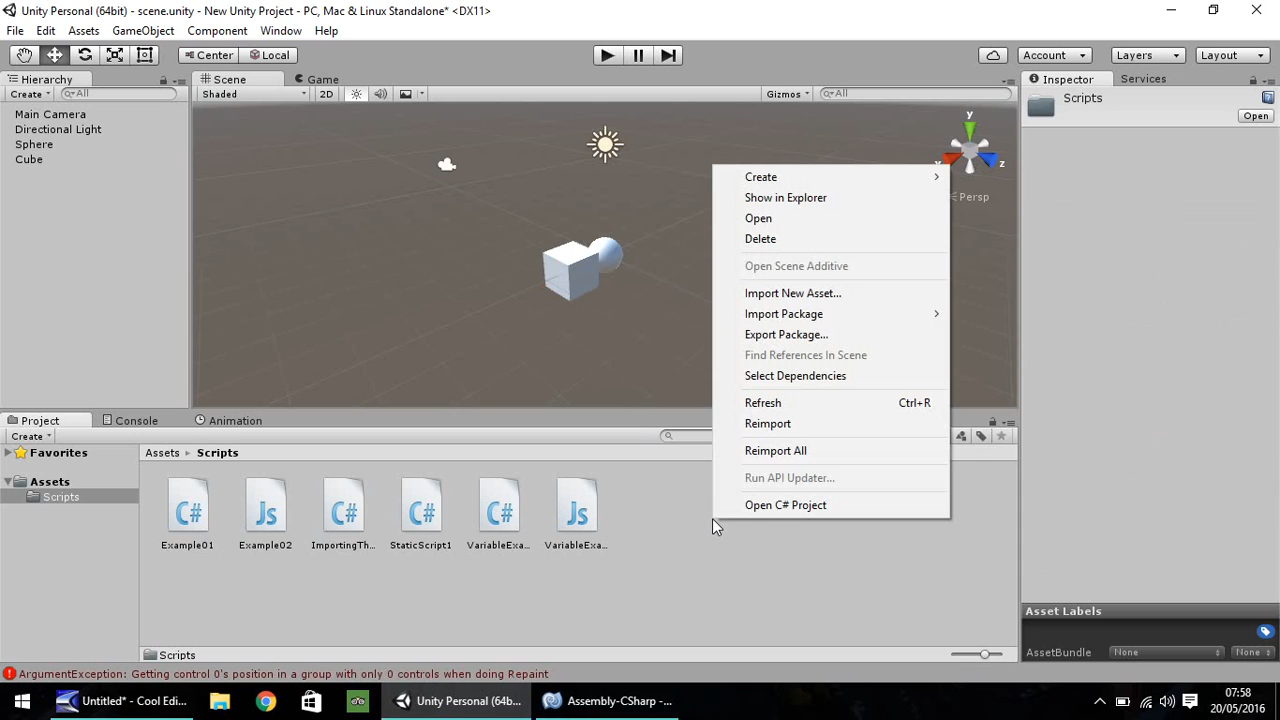 Unity Personal (64bit) - scene.unity - New Unity Project - PC, Mac & Linux Standalone* <DX11>
File Edit Assets GameObject Component Window Help
Center Local Account Layers Layout
Hierarchy Scene Game Inspector Services
Create All Shaded 2D Gizmos All
Scripts
Open
Main Camera
Directional Light
Sphere
Cube
y
z
Persp
Create
Show in Explorer
Open
Delete
Open Scene Additive
Import New Asset...
Import Package
Export Package...
Find References In Scene
Select Dependencies
Refresh Ctrl+R
Reimport
Reimport All
Run API Updater...
Open C# Project
Project Console Animation
Create
Favorites
Assets
Scripts
Assets Scripts
C# Js C# C# C# Js
Example01 Example02 ImportingTh... StaticScript1 VariableExa... VariableExa...
Scripts
Asset Labels
AssetBundle None None
ArgumentException: Getting control 0's position in a group with only 0 controls when doing Repaint
Untitled* - Cool Edi... Unity Personal (64b... Assembly-CSharp -...
07:58
20/05/2016